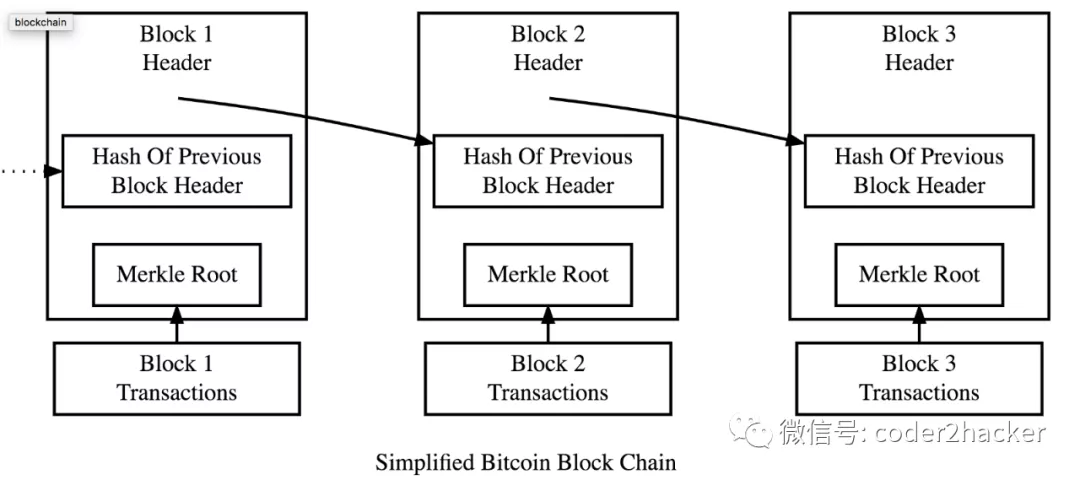 blockchain
Block 1
Header
Hash Of Previous
Block Header
Merkle Root
Block 1
Transactions
Block 2
Header
Hash Of Previous
Block Header
Merkle Root
Block 2
Transactions
Block 3
Header
Hash Of Previous
Block Header
Merkle Root
Block 3
Transactions
微信号: coder2hacker
Simplified Bitcoin Block Chain